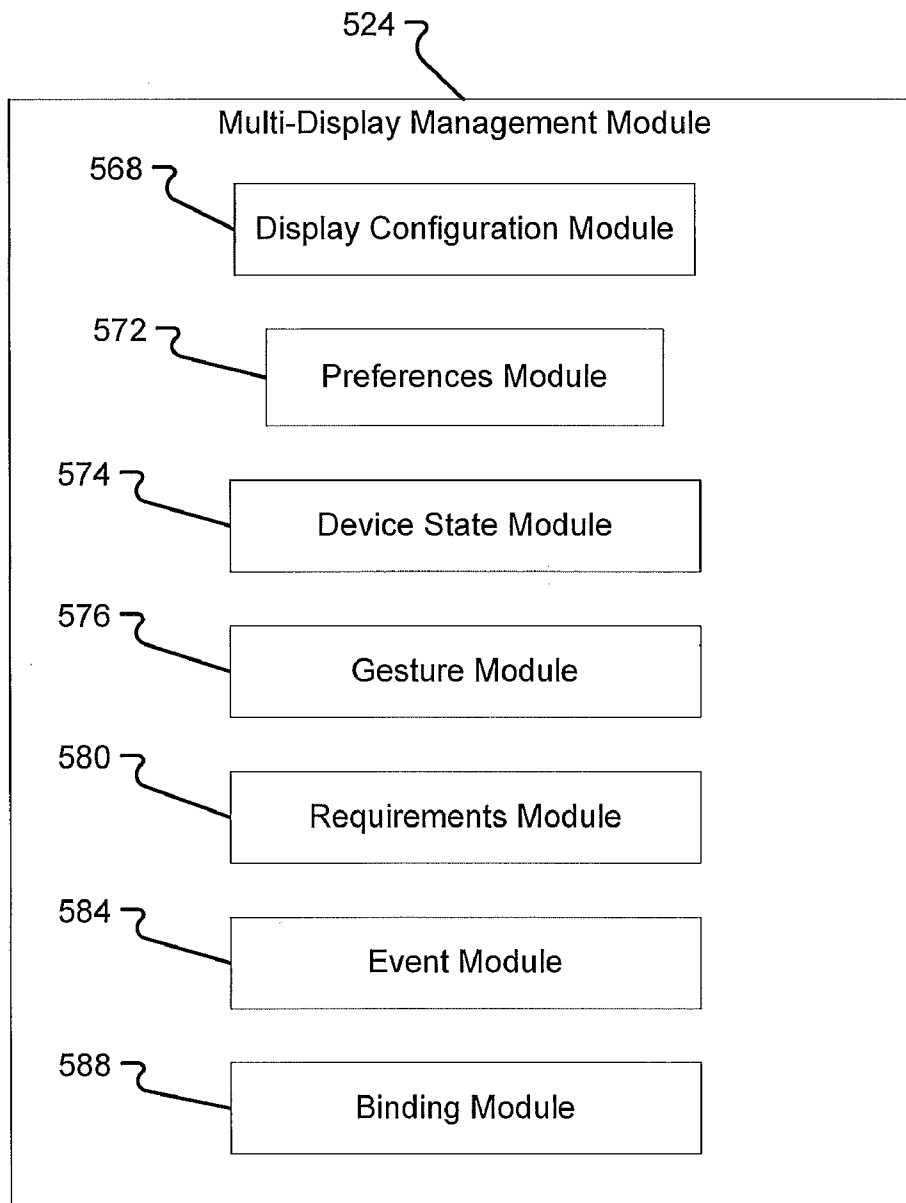 524
Multi-Display Management Module
568
Display Configuration Module
572
Preferences Module
574
Device State Module
576
Gesture Module
580
Requirements Module
584
Event Module
588
Binding Module